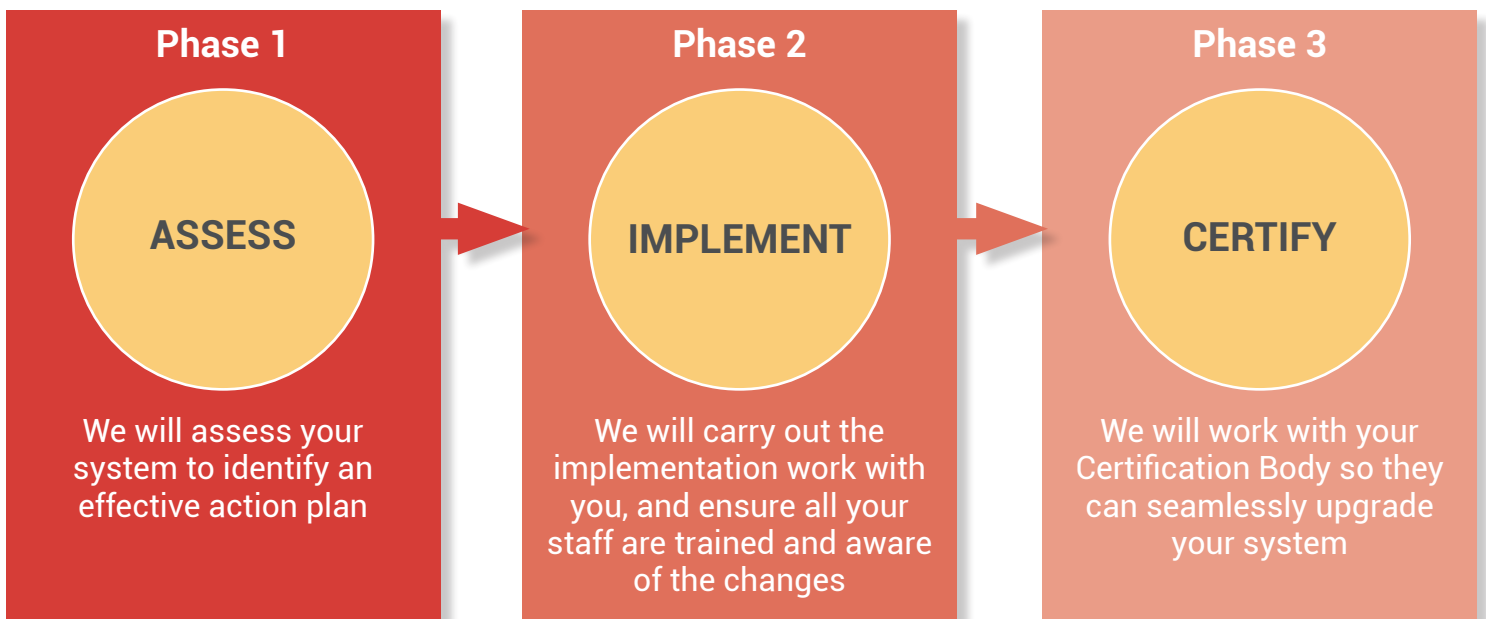 Phase 1
ASSESS
We will assess your
system to identify an
effective action plan
Phase 2
IMPLEMENT
We will carry out the
implementation work with
you, and ensure all your
staff are trained and aware
of the changes
Phase 3
CERTIFY
We will work with your
Certification Body so they
can seamlessly upgrade
your system